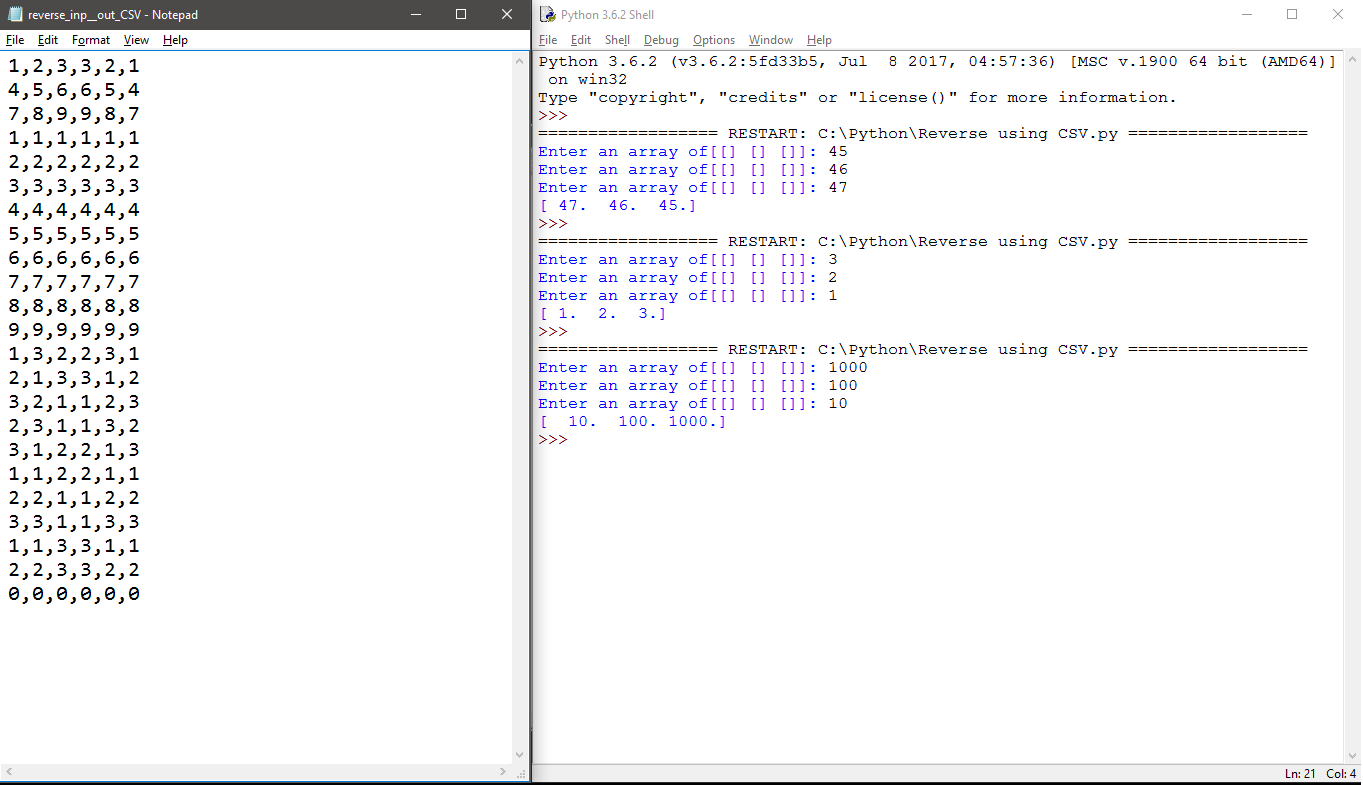 reverse_inp__out_CSV - Notepad
File Edit Format View Help
1,2,3,3,2,1
4,5,6,6,5,4
7,8,9,9,8,7
1,1,1,1,1,1
2,2,2,2,2,2
3,3,3,3,3,3
4,4,4,4,4,4
5,5,5,5,5,5
6,6,6,6,6,6
7,7,7,7,7,7
8,8,8,8,8,8
9,9,9,9,9,9
1,3,2,2,3,1
2,1,3,3,1,2
3,2,1,1,2,3
2,3,1,1,3,2
3,1,2,2,1,3
1,1,2,2,1,1
2,2,1,1,2,2
3,3,1,1,3,3
1,1,3,3,1,1
2,2,3,3,2,2
0,0,0,0,0,0
Python 3.6.2 Shell
File Edit Shell Debug Options Window Help
Python 3.6.2 (v3.6.2:5fd33b5, Jul  8 2017, 04:57:36) [MSC v.1900 64 bit (AMD64)]
 on win32
Type "copyright", "credits" or "license()" for more information.
>>>
================== RESTART: C:\Python\Reverse using CSV.py ==================
Enter an array of[[] [] []]: 45
Enter an array of[[] [] []]: 46
Enter an array of[[] [] []]: 47
[ 47.  46.  45.]
>>>
================== RESTART: C:\Python\Reverse using CSV.py ==================
Enter an array of[[] [] []]: 3
Enter an array of[[] [] []]: 2
Enter an array of[[] [] []]: 1
[ 1.  2.  3.]
>>>
================== RESTART: C:\Python\Reverse using CSV.py ==================
Enter an array of[[] [] []]: 1000
Enter an array of[[] [] []]: 100
Enter an array of[[] [] []]: 10
[  10.  100. 1000.]
>>>
Ln: 21 Col: 4